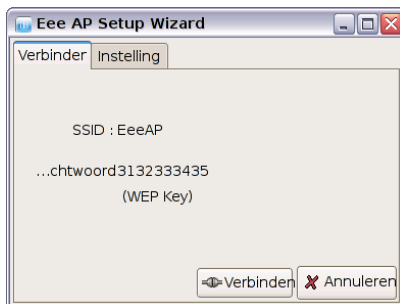 Eee AP Setup Wizard
Verbinder Instelling
SSID : EeeAP
...chtwoord3132333435
(WEP Key)
Verbinden Annuleren